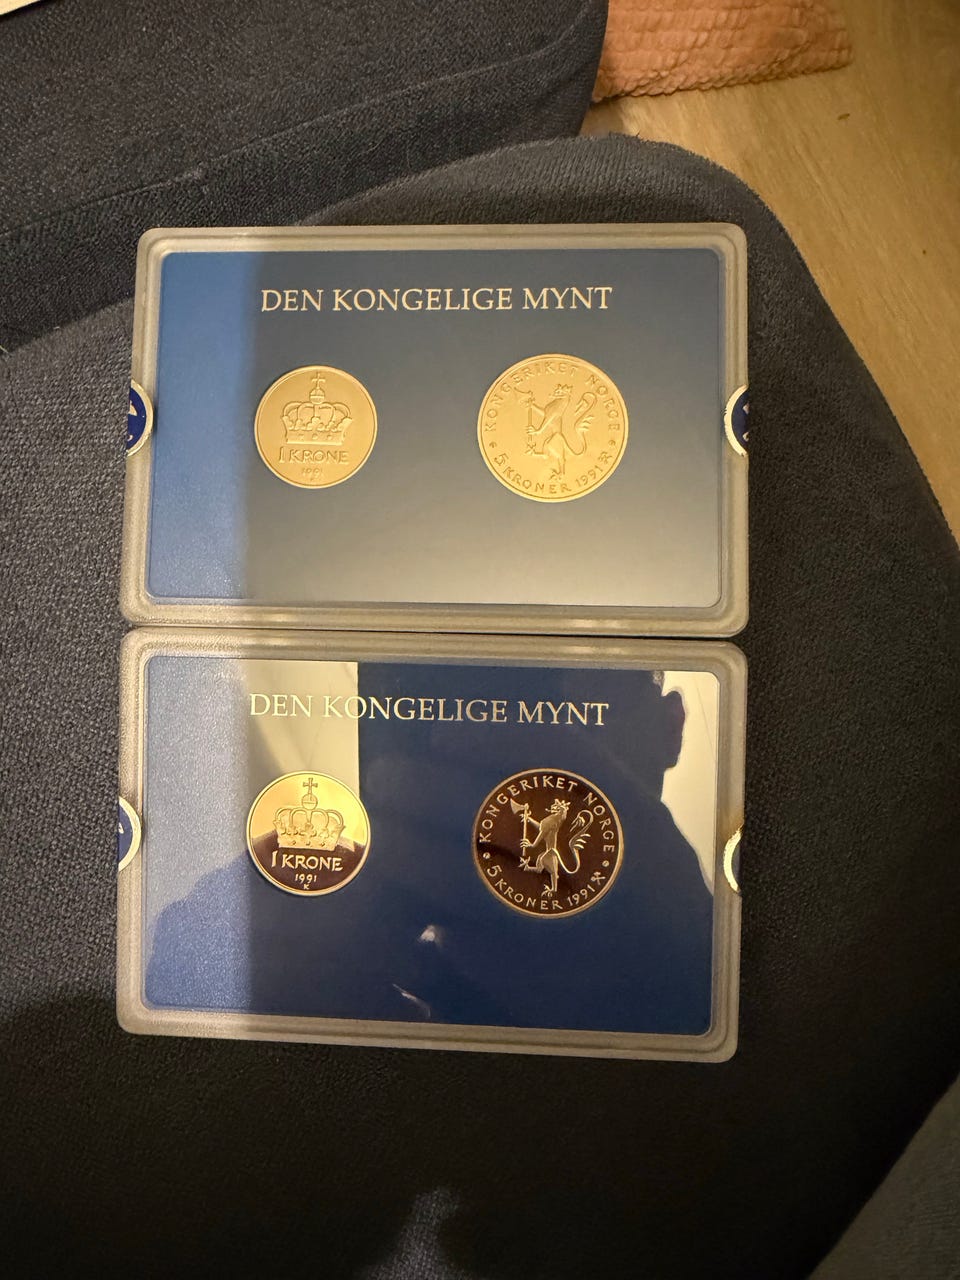 DEN KONGELIGE MYNT
1 KRONE
1991
KONGERIKET NORGE
5 KRONER 1991
DEN KONGELIGE MYNT
1 KRONE
1991
K
KONGERIKET NORGE
5 KRONER 1991